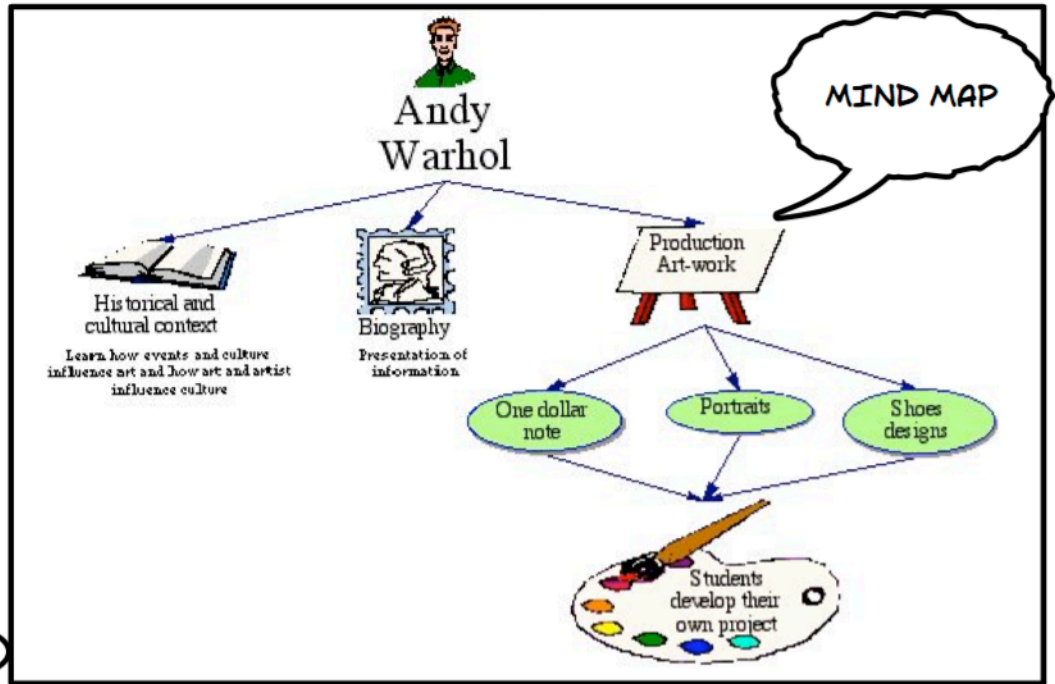 MIND MAP
Andy
Warhol
Historical and
cultural context
Learn how events and culture
influence art and how art and artist
influence culture
Biography
Presentation of
information
Production
Art-work
One dollar
note
Portraits
Shoes
designs
Students
develop their
own project